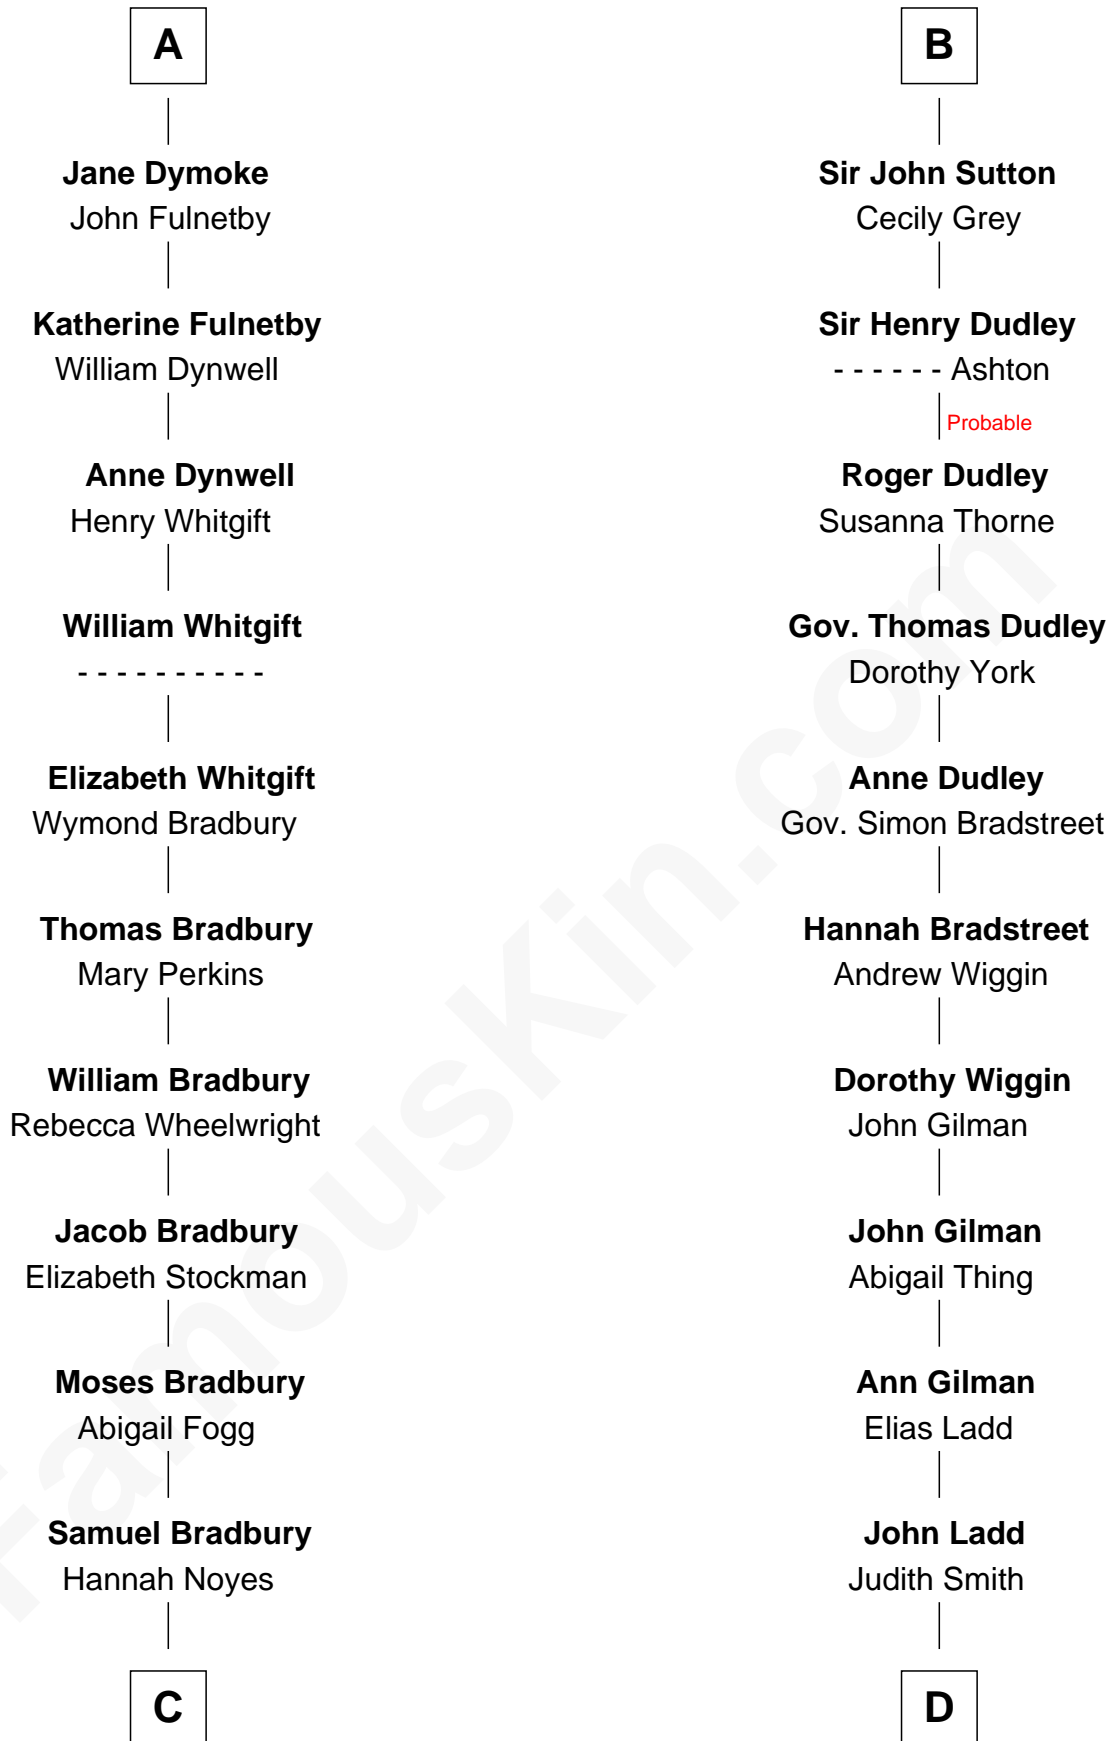 A
Jane Dymoke
John Fulnetby
Katherine Fulnetby
William Dynwell
Anne Dynwell
Henry Whitgift
William Whitgift
- - - - - - - - - -
Elizabeth Whitgift
Wymond Bradbury
Thomas Bradbury
Mary Perkins
William Bradbury
Rebecca Wheelwright
Jacob Bradbury
Elizabeth Stockman
Moses Bradbury
Abigail Fogg
Samuel Bradbury
Hannah Noyes
C
B
Sir John Sutton
Cecily Grey
Sir Henry Dudley
- - - - - - Ashton
Probable
Roger Dudley
Susanna Thorne
Gov. Thomas Dudley
Dorothy York
Anne Dudley
Gov. Simon Bradstreet
Hannah Bradstreet
Andrew Wiggin
Dorothy Wiggin
John Gilman
John Gilman
Abigail Thing
Ann Gilman
Elias Ladd
John Ladd
Judith Smith
D
FamousKin.com